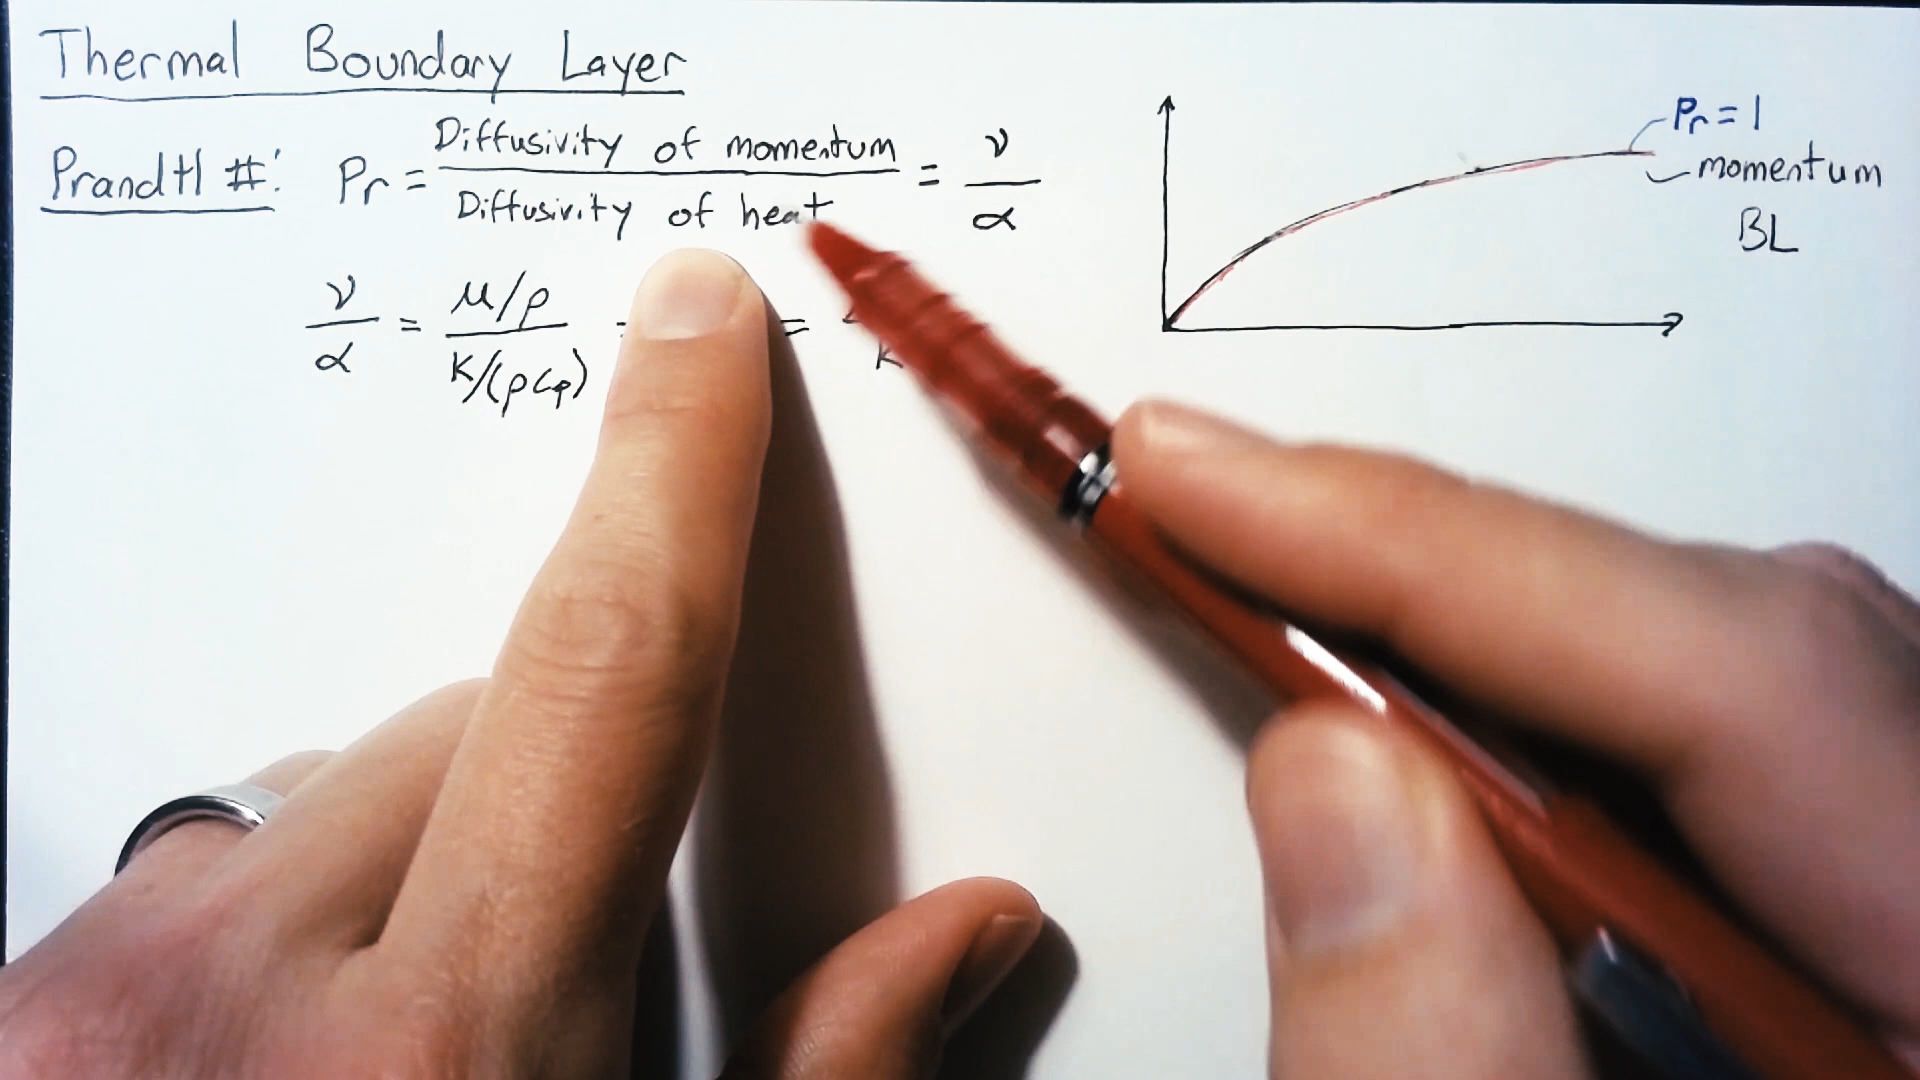 Thermal Boundary Layer
Prandtl #: Pr = Diffusivity of momentum / Diffusivity of heat = ν / α
ν / α = μ/ρ / k/(ρcₚ) = = k
Pr = 1
momentum
BL